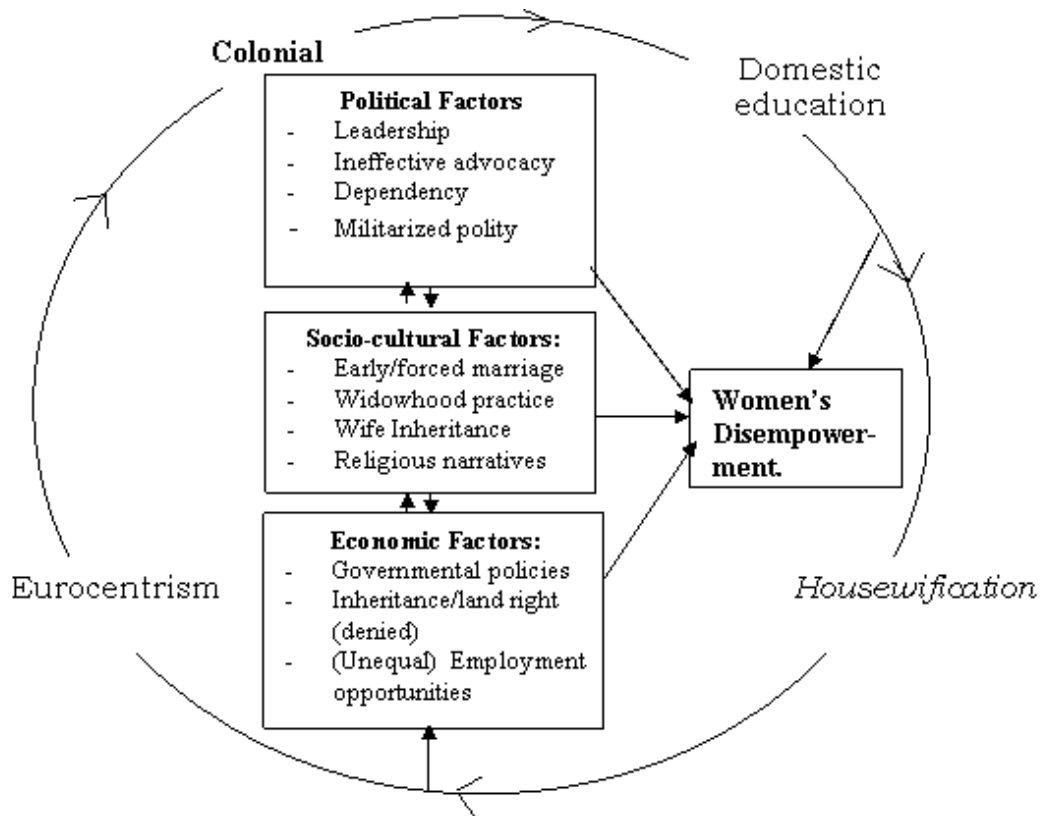 Colonial
Domestic
education
Political Factors
- Leadership
- Ineffective advocacy
- Dependency
- Militarized polity
Socio-cultural Factors:
- Early/forced marriage
- Widowhood practice
- Wife Inheritance
- Religious narratives
Women's
Disempower-
ment.
Economic Factors:
- Governmental policies
- Inheritance/land right
(denied)
- (Unequal) Employment
opportunities
Eurocentrism
Housewification